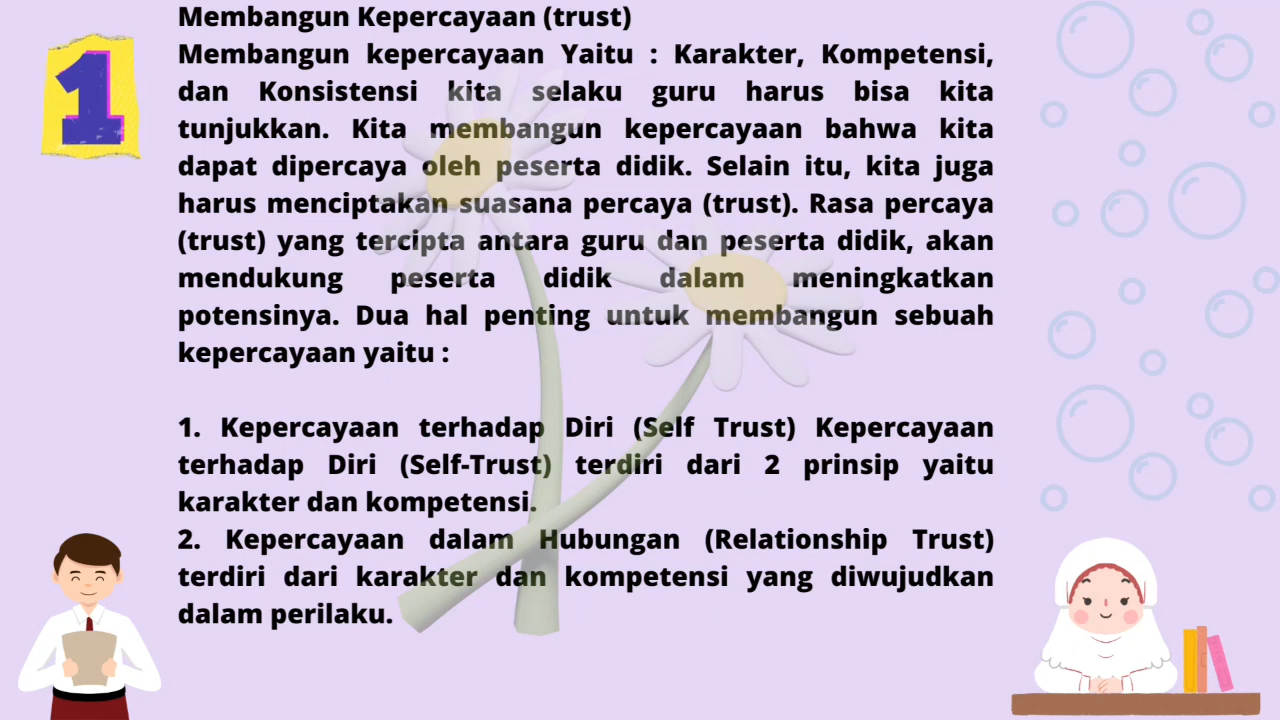 1
Membangun Kepercayaan (trust)
Membangun kepercayaan Yaitu : Karakter, Kompetensi,
dan Konsistensi kita selaku guru harus bisa kita
tunjukkan. Kita membangun kepercayaan bahwa kita
dapat dipercaya oleh peserta didik. Selain itu, kita juga
harus menciptakan suasana percaya (trust). Rasa percaya
(trust) yang tercipta antara guru dan peserta didik, akan
mendukung peserta didik dalam meningkatkan
potensinya. Dua hal penting untuk membangun sebuah
kepercayaan yaitu :
1. Kepercayaan terhadap Diri (Self Trust) Kepercayaan
terhadap Diri (Self-Trust) terdiri dari 2 prinsip yaitu
karakter dan kompetensi.
2. Kepercayaan dalam Hubungan (Relationship Trust)
terdiri dari karakter dan kompetensi yang diwujudkan
dalam perilaku.